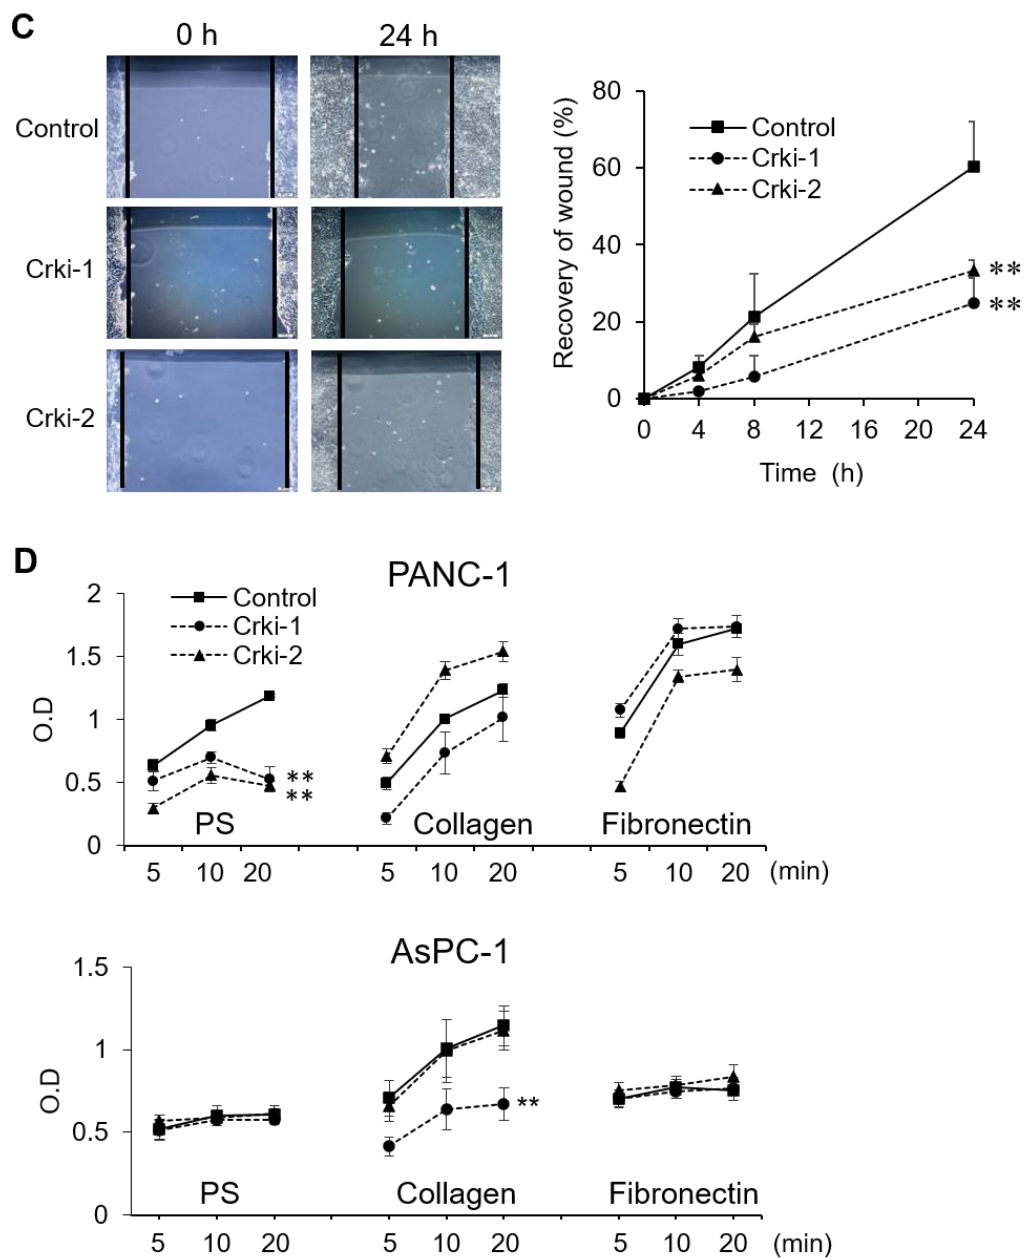 C
0 h 24 h
Control
Crki-1
Crki-2
Recovery of wound (%)
80
60
40
20
0
Control
Crki-1
Crki-2
**
**
0 4 8 12 16 20 24
Time (h)
D
PANC-1
O.D
2
1.5
1
0.5
0
Control
Crki-1
Crki-2
**
**
PS Collagen Fibronectin
5 10 20 5 10 20 5 10 20 (min)
AsPC-1
O.D
1.5
1
0.5
0
**
PS Collagen Fibronectin
5 10 20 5 10 20 5 10 20 (min)